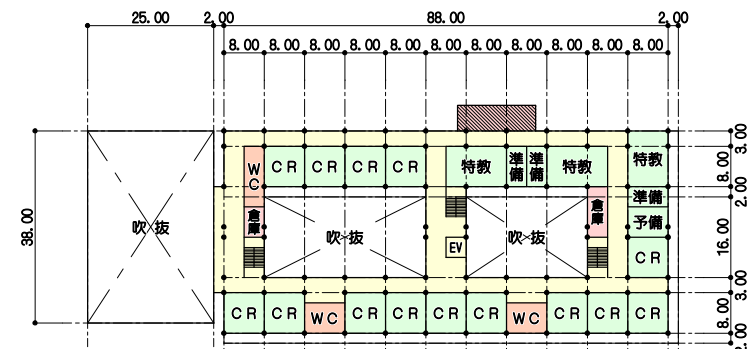 25.00 2.00 88.00 2.00
8.00 8.00 8.00 8.00 8.00 8.00 8.00 8.00 8.00 8.00 8.00
38.00
吹抜
WC
CR CR CR CR
特教
準備
準備
特教
特教
準備
予備
CR
倉庫
吹抜
EV
吹抜
倉庫
CR CR WC CR CR CR CR WC CR CR CR
3.00
8.00
2.00
16.00
3.00
8.00
2.00